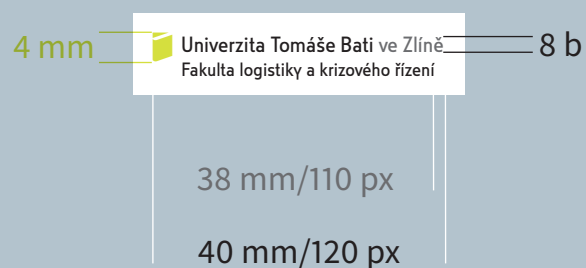 4 mm
Univerzita Tomáše Bati ve Zlíně
8 b
Fakulta logistiky a krizového řízení
38 mm/110 px
40 mm/120 px